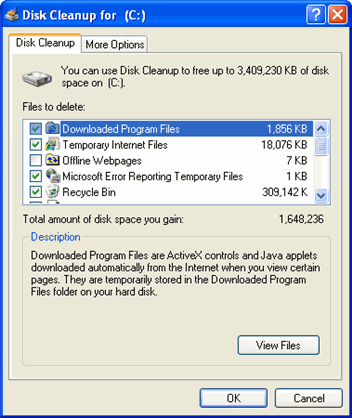 Disk Cleanup for (C:)
Disk Cleanup
More Options
You can use Disk Cleanup to free up to 3,409,230 KB of disk
space on (C:).
Files to delete:
Downloaded Program Files 1,856 KB
Temporary Internet Files 18,076 KB
Offline Webpages 7 KB
Microsoft Error Reporting Temporary Files 1 KB
Recycle Bin 309,142 K
Total amount of disk space you gain: 1,648,236
Description
Downloaded Program Files are ActiveX controls and Java applets
downloaded automatically from the Internet when you view certain
pages. They are temporarily stored in the Downloaded Program
Files folder on your hard disk.
View Files
OK
Cancel